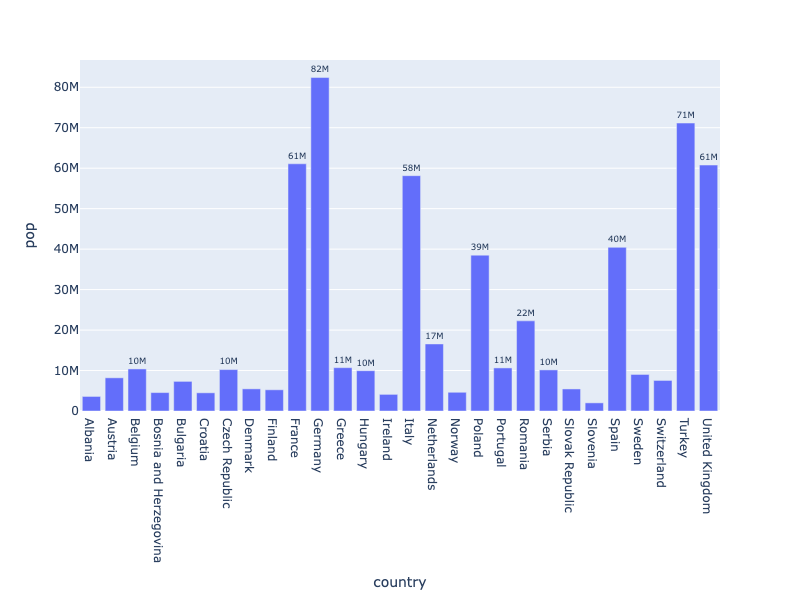 82M
71M
61M
61M
58M
40M
39M
22M
17M
10M
10M
11M
10M
11M
10M
80M
70M
60M
50M
40M
30M
20M
10M
0
pop
Albania
Austria
Belgium
Bosnia and Herzegovina
Bulgaria
Croatia
Czech Republic
Denmark
Finland
France
Germany
Greece
Hungary
Ireland
Italy
Netherlands
Norway
Poland
Portugal
Romania
Serbia
Slovak Republic
Slovenia
Spain
Sweden
Switzerland
Turkey
United Kingdom
country